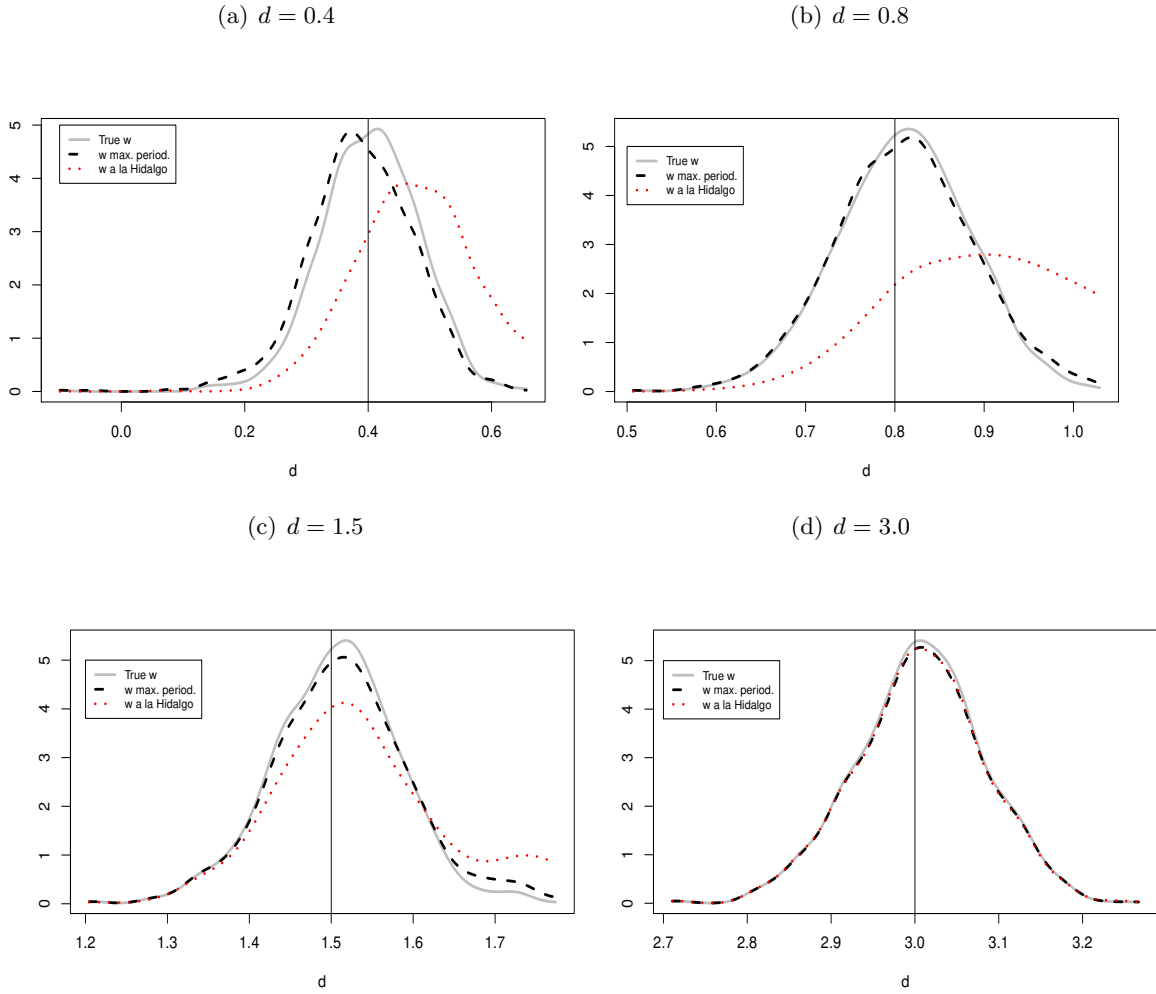 (a) d = 0.4
(b) d = 0.8
5
4
3
2
1
0
True w
w max. period.
w a la Hidalgo
0.0 0.2 0.4 0.6
d
5
4
3
2
1
0
True w
w max. period.
w a la Hidalgo
0.5 0.6 0.7 0.8 0.9 1.0
d
(c) d = 1.5
(d) d = 3.0
5
4
3
2
1
0
True w
w max. period.
w a la Hidalgo
1.2 1.3 1.4 1.5 1.6 1.7
d
5
4
3
2
1
0
True w
w max. period.
w a la Hidalgo
2.7 2.8 2.9 3.0 3.1 3.2
d